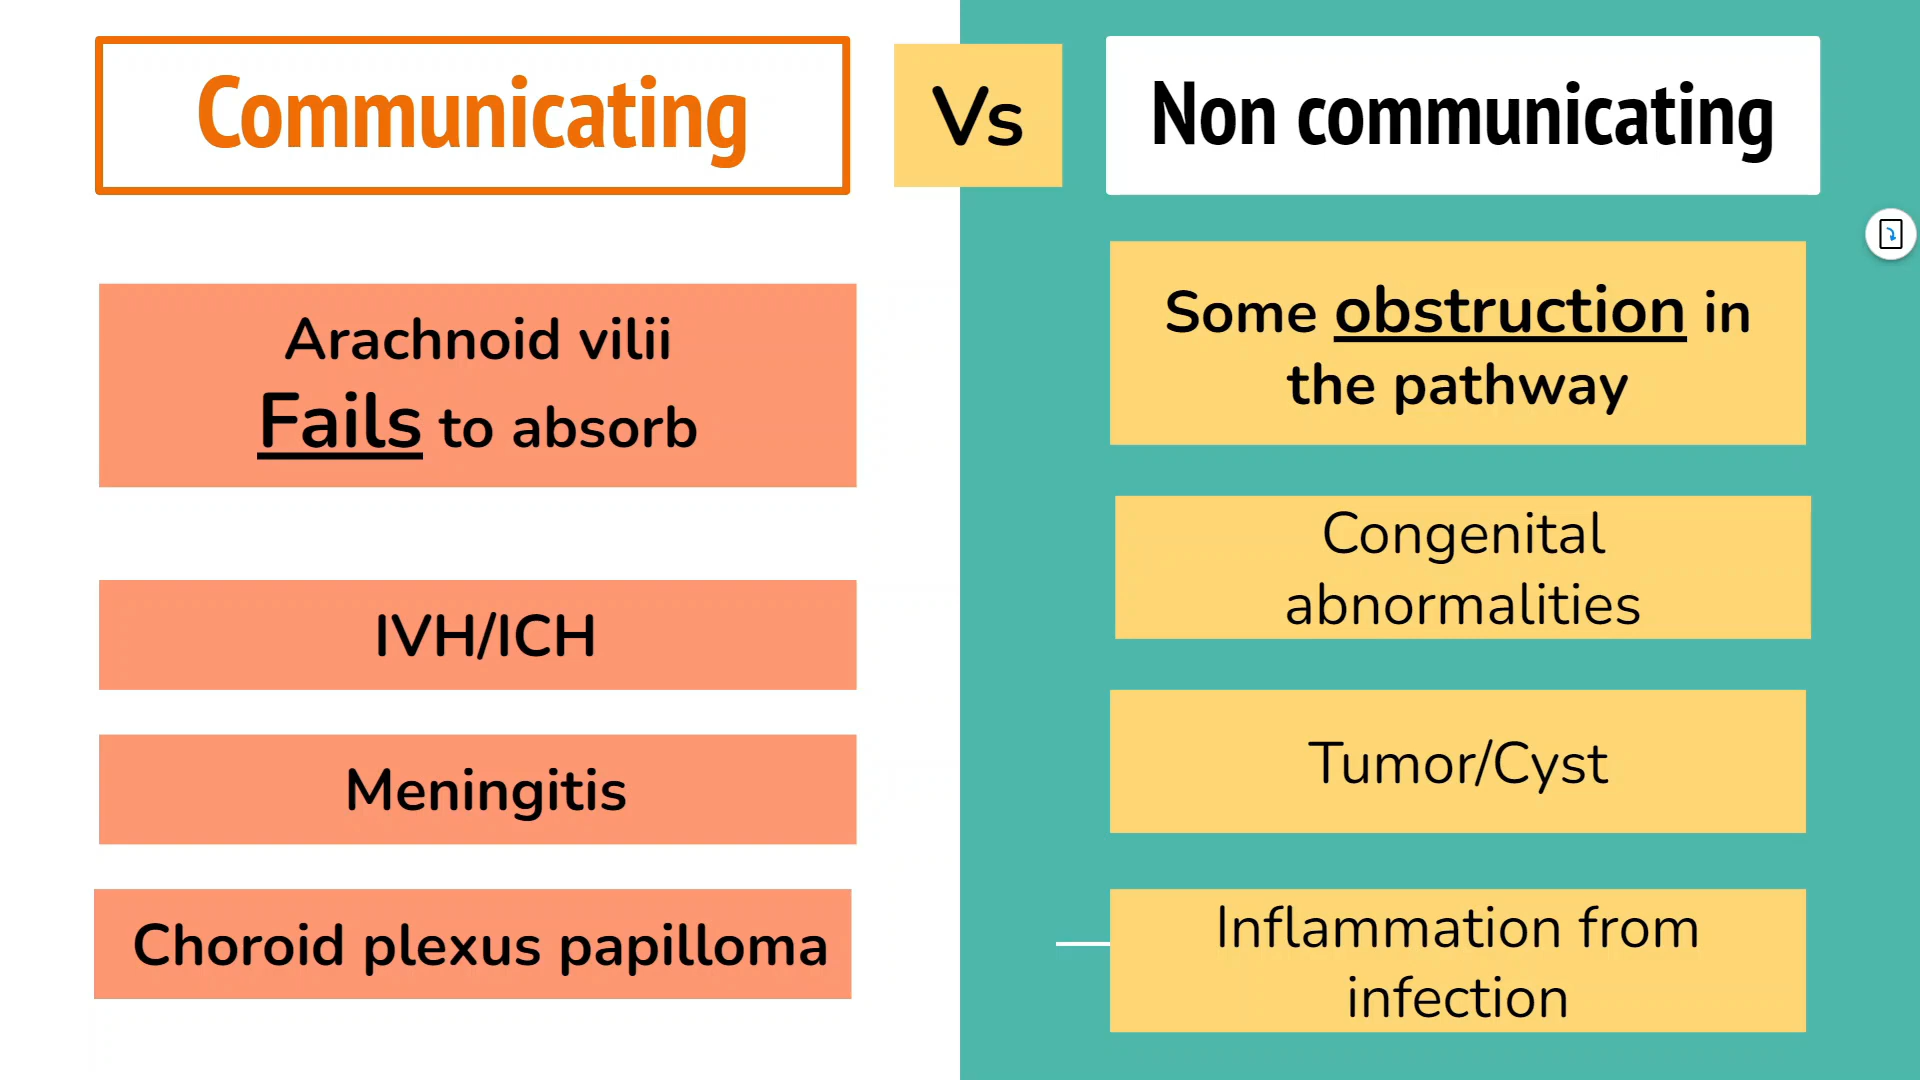 Communicating
Vs
Non communicating
Arachnoid vilii
Fails to absorb
IVH/ICH
Meningitis
Choroid plexus papilloma
Some obstruction in
the pathway
Congenital
abnormalities
Tumor/Cyst
Inflammation from
infection